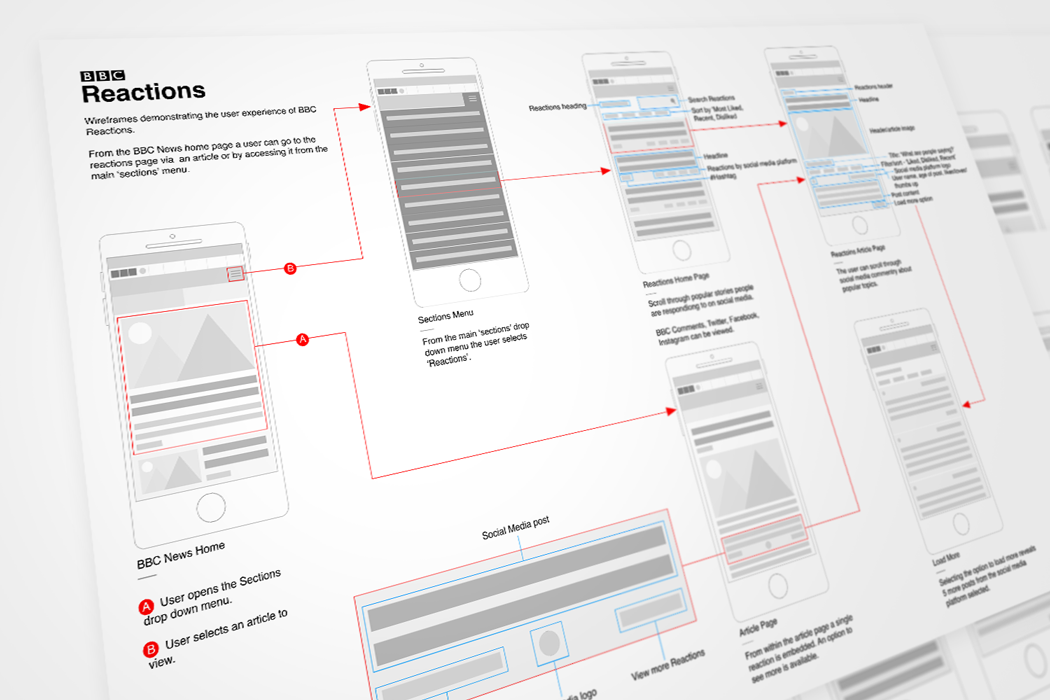 BBC
Reactions
Wireframes demonstrating the user experience of BBC
Reactions.
From the BBC News home page a user can go to the
reactions page via an article or by accessing it from the
main 'sections' menu.
B
A
BBC News Home
A User opens the Sections
drop down menu.
B User selects an article to
view.
Sections Menu
From the main 'sections' drop
down menu the user selects
'Reactions'.
Reactions heading
Search Reactions
Sort by 'Most Liked,
Recent, Disliked
Headline
Reactions by social media platform
#Hashtag
Reactions Home Page
Scroll through popular stories people
are respondiong to on social media.
BBC Comments, Twitter, Facebook,
Instagram can be viewed.
Reactions header
Headline
Header/article image
Title: 'What are people saying?'
Filter/sort - 'Liked, Disliked, Recent'
Social media platform logo
User name, age of post,
thumbs up
Post content
Load more option
Reactoins Article Page
The user can scroll through
social media commentry about
popular topics.
Social Media post
View more Reactions
logo
Article Page
From within the article page a single
reaction is embedded. An option to
see more is available.
Load More
Selecting the option to load more reveals
5 more posts from the social media
platform selected.